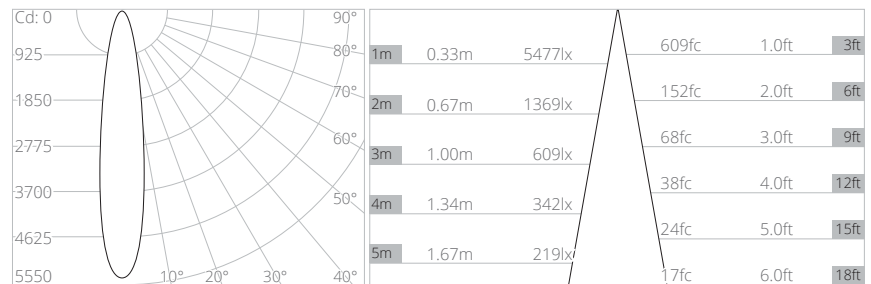 Cd: 0
925
1850
2775
3700
4625
5550
90°
80°
70°
60°
50°
40°
30°
20°
10°
1m 0.33m 5477lx
2m 0.67m 1369lx
3m 1.00m 609lx
4m 1.34m 342lx
5m 1.67m 219lx
609fc 1.0ft 3ft
152fc 2.0ft 6ft
68fc 3.0ft 9ft
38fc 4.0ft 12ft
24fc 5.0ft 15ft
17fc 6.0ft 18ft